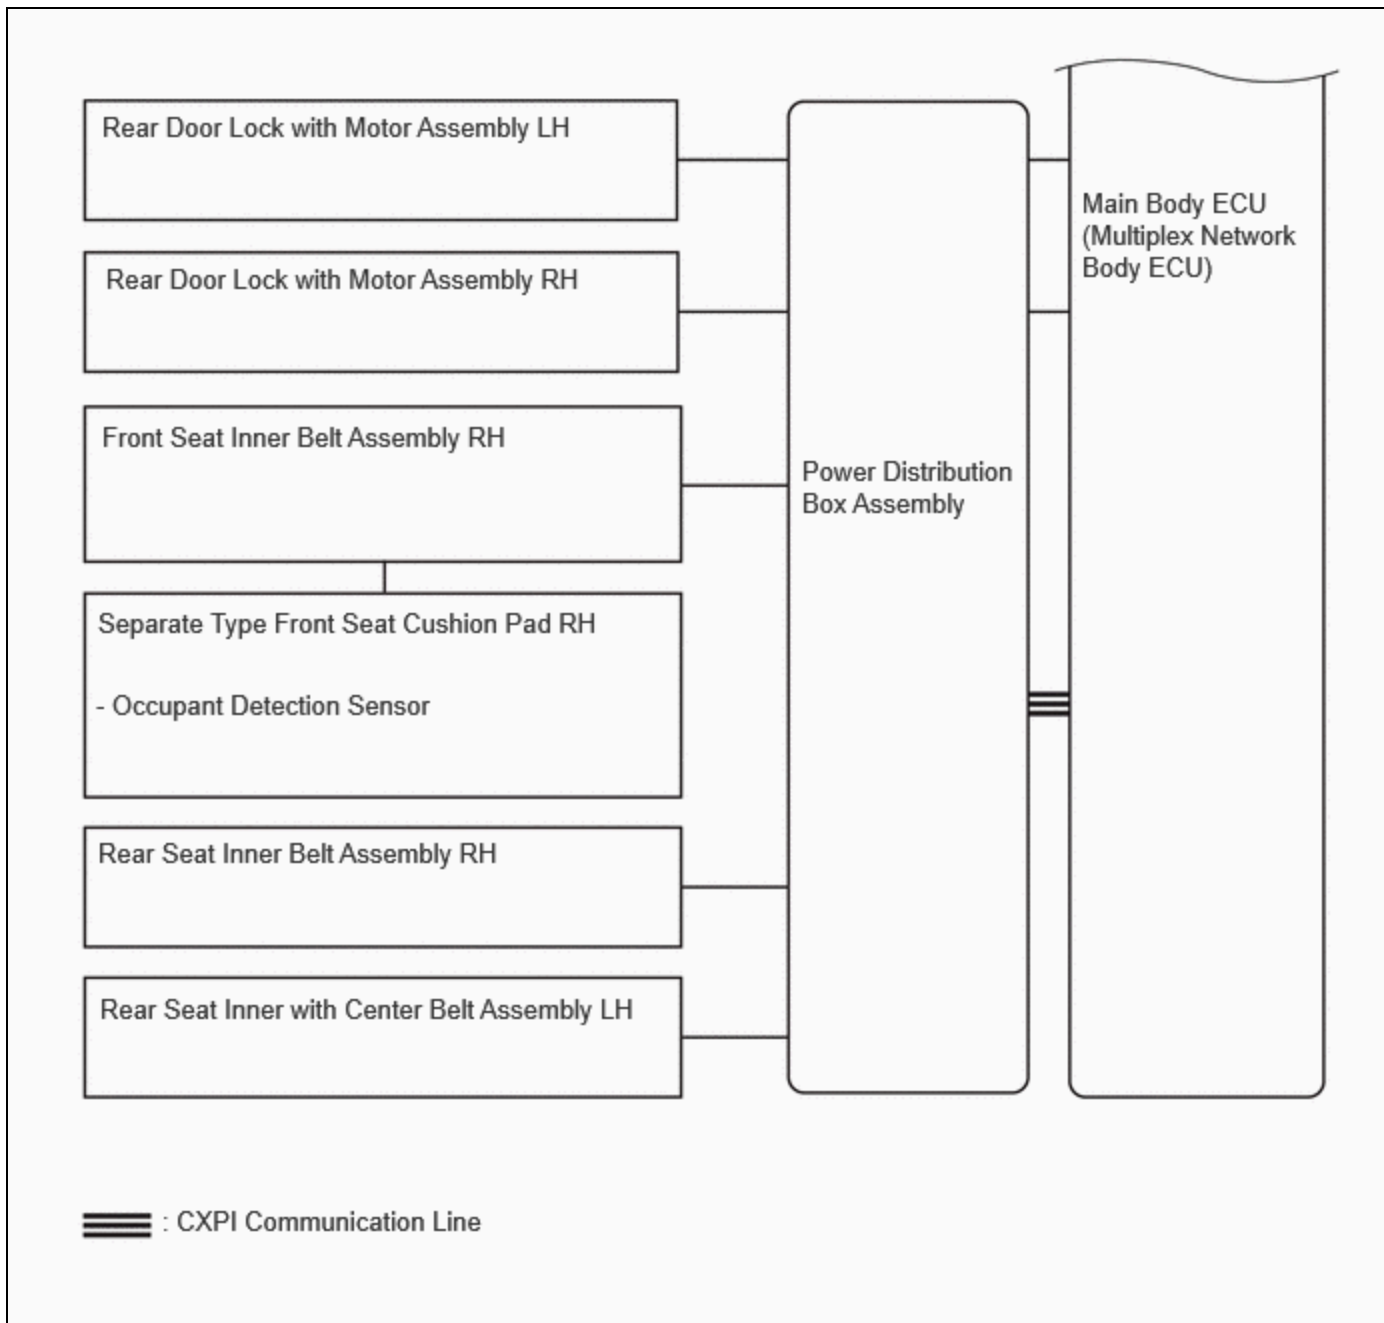 Rear Door Lock with Motor Assembly LH
Rear Door Lock with Motor Assembly RH
Front Seat Inner Belt Assembly RH
Separate Type Front Seat Cushion Pad RH
- Occupant Detection Sensor
Rear Seat Inner Belt Assembly RH
Rear Seat Inner with Center Belt Assembly LH
Power Distribution
Box Assembly
Main Body ECU
(Multiplex Network
Body ECU)
: CXPI Communication Line